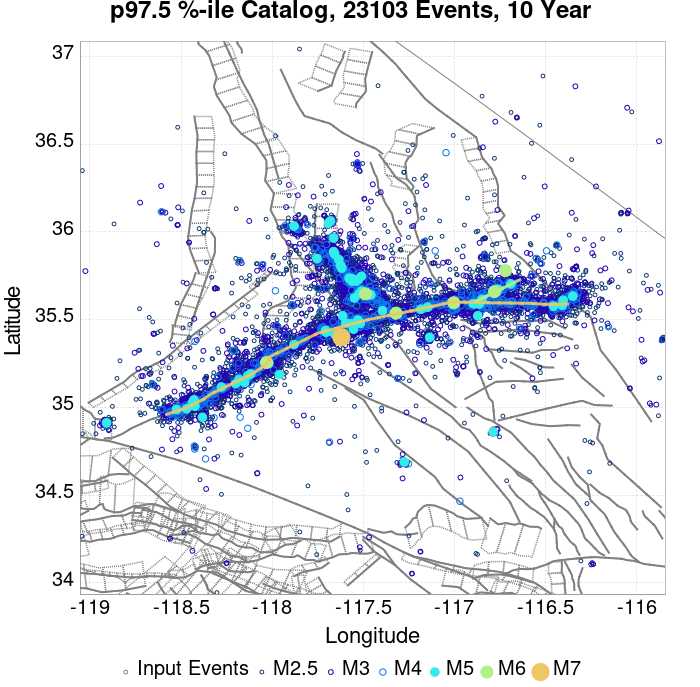 p97.5 %-ile Catalog, 23103 Events, 10 Year
37
36.5
36
35.5
35
34.5
34
Latitude
-119
-118.5
-118
-117.5
-117
-116.5
-116
Longitude
Input Events
M2.5
M3
M4
M5
M6
M7